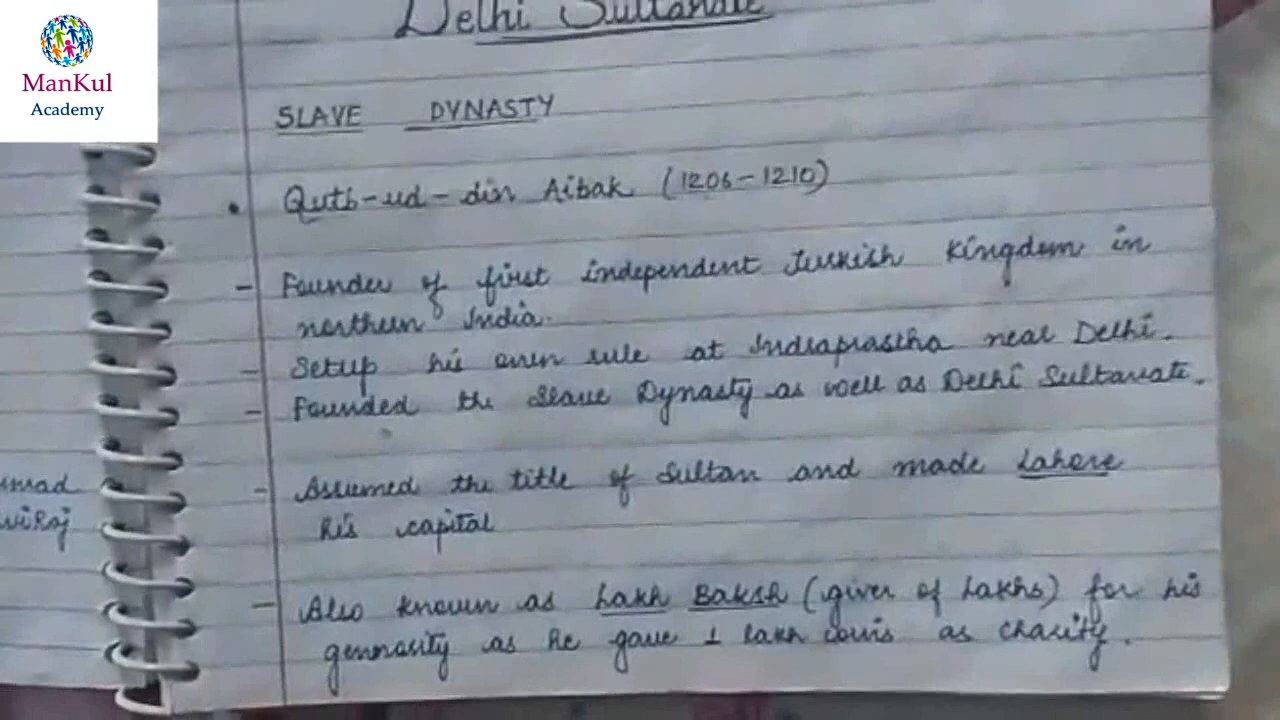 ManKul
Academy
Delhi Sultanate
SLAVE DYNASTY
• Qutb-ud-din Aibak (1206-1210)
- Founder of first independent Turkish Kingdom in
northern India.
- Setup his own rule at Indraprastha near Delhi.
- Founded the Slave Dynasty as well as Delhi Sultanate.
- Assumed the title of Sultan and made Lahore
his capital
- Also known as Lakh Baksh (giver of Lakhs) for his
genorosity as he gave 1 lakh coins as charity.